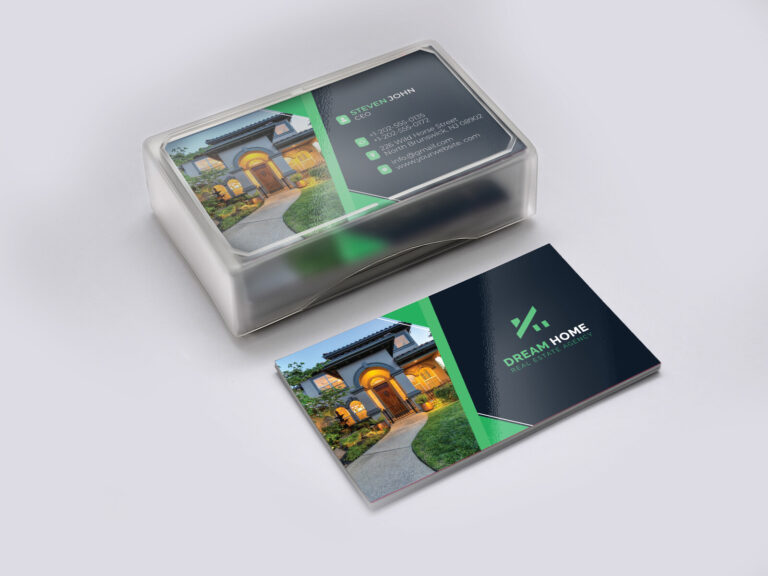 STEVEN JOHN
CEO
+1-202-555-0135
+1-202-555-0172
226 Wild Horse Street
North Brunswick, NJ 08902
info@gmail.com
www.yourwebsite.com
DREAM HOME
REAL ESTATE AGENCY